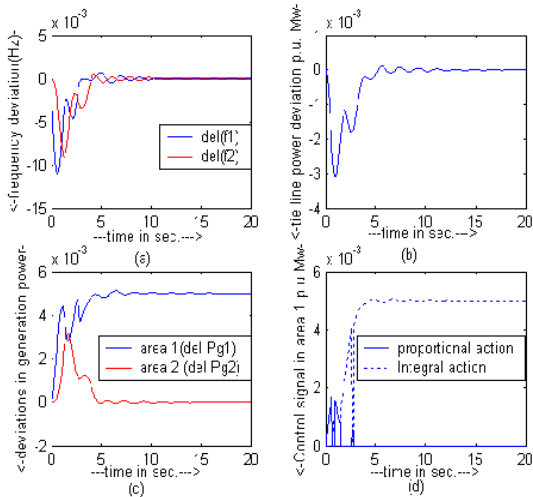 x 10⁻³
5
0
-5
-10
-15
0 5 10 15 20
<-frequency deviation(Hz)-
---time in sec.--->
del(f1)
del(f2)
(a)
x 10⁻³
1
0
-1
-2
-3
-4
0 5 10 15 20
<-tie line power deviation p.u. Mw-
---time in sec.--->
(b)
x 10⁻³
6
4
2
0
-2
0 5 10 15 20
<-deviations in generation power-
---time in sec.--->
area 1(del Pg1)
area 2 (del Pg2)
(c)
x 10⁻³
6
4
2
0
0 5 10 15 20
<-Control signal in area 1 p u Mw-
---time in sec.--->
proportional action
Integral action
(d)